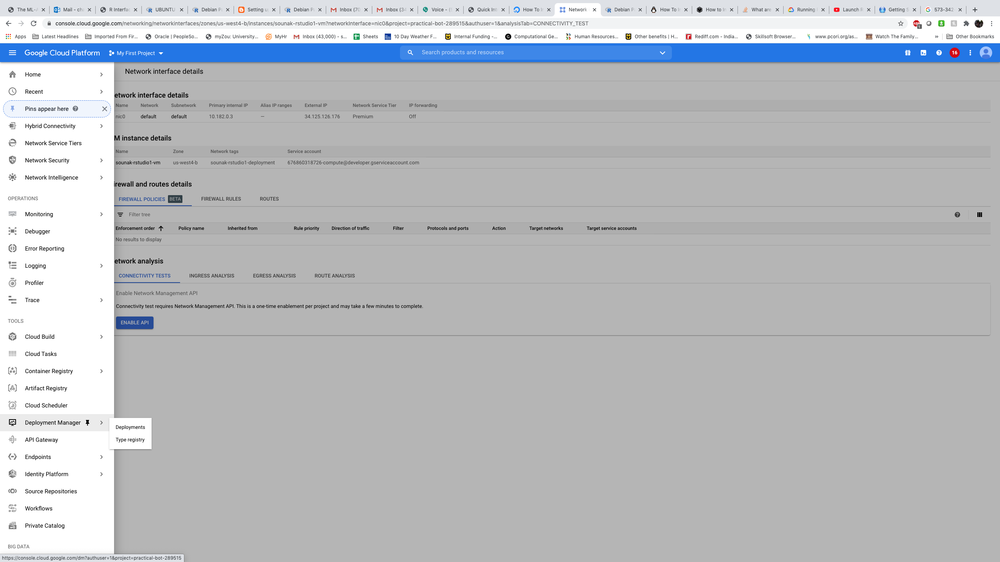 The ML-A
Mail - cha
R Interfac
UBUNTU
Debian Pa
Setting u
Debian Pa
Inbox (70
Inbox (34
Voice - (5
Quick Int
How To In
Network
Debian Pa
How To In
How to In
What are
Running
Launch R
Getting S
573-342-
console.cloud.google.com/networking/networkinterfaces/zones/us-west4-b/instances/sounak-rstudio1-vm?networkInterface=nic0&project=practical-bot-289515&authuser=1&analysisTab=CONNECTIVITY_TEST
ABP 1
Apps Latest Headlines Imported From Fir... Oracle | PeopleSo... myZou: University... MyHr Inbox (43,000) - s... Sheets 10 Day Weather F... Internal Funding -... Computational Ge... Human Resources... Other benefits | H... Rediff.com - India... Skillsoft Browser... www.pcori.org/as... Watch The Family... » Other Bookmarks
Google Cloud Platform My First Project Search products and resources 16
Home
Recent
Pins appear here
Hybrid Connectivity
Network Service Tiers
Network Security
Network Intelligence
OPERATIONS
Monitoring
Debugger
Error Reporting
Logging
Profiler
Trace
TOOLS
Cloud Build
Cloud Tasks
Container Registry
Artifact Registry
Cloud Scheduler
Deployment Manager
API Gateway
Endpoints
Identity Platform
Source Repositories
Workflows
Private Catalog
BIG DATA
Deployments
Type registry
https://console.cloud.google.com/dm?authuser=1&project=practical-bot-289515
Network interface details
etwork interface details
Name Network Subnetwork Primary internal IP Alias IP ranges External IP Network Service Tier IP forwarding
nic0 default default 10.182.0.3 — 34.125.126.176 Premium Off
M instance details
Name Zone Network tags Service account
sounak-rstudio1-vm us-west4-b sounak-rstudio1-deployment 676860318726-compute@developer.gserviceaccount.com
irewall and routes details
FIREWALL POLICIES BETA FIREWALL RULES ROUTES
Filter tree
Enforcement order Policy name Inherited from Rule priority Direction of traffic Filter Protocols and ports Action Target networks Target service accounts
No results to display
etwork analysis
CONNECTIVITY TESTS INGRESS ANALYSIS EGRESS ANALYSIS ROUTE ANALYSIS
Enable Network Management API
Connectivity test requires Network Management API. This is a one-time enablement per project and may take a few minutes to complete.
ENABLE API